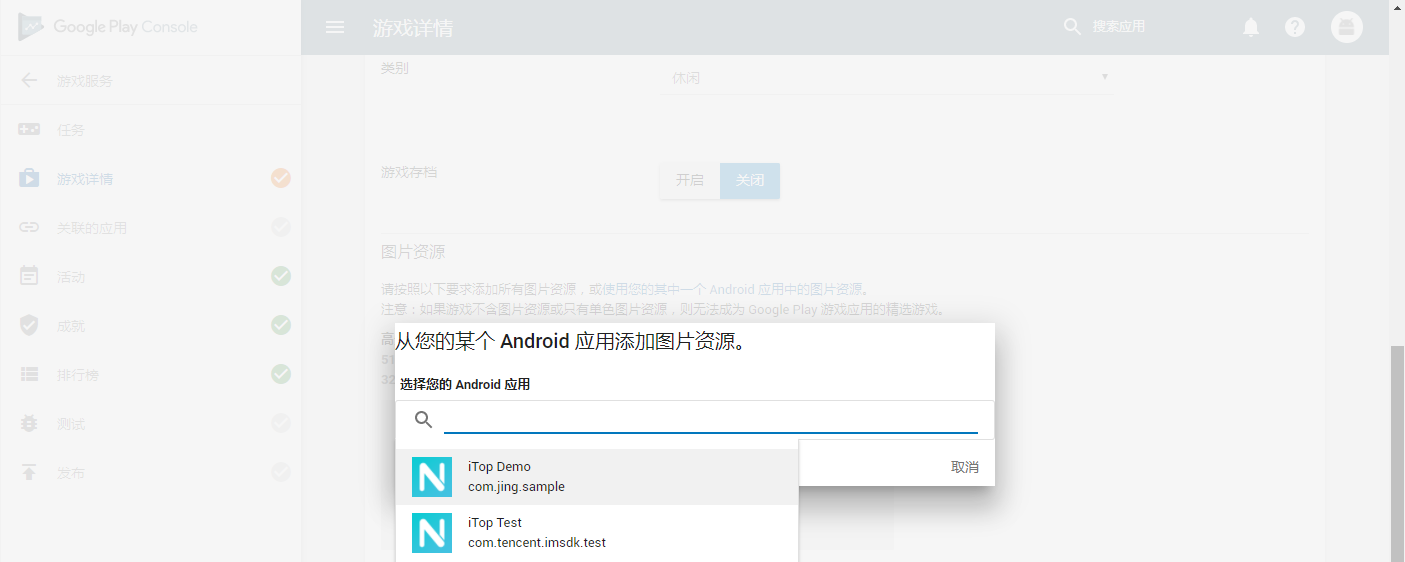 Google Play Console
游戏详情
搜索应用
游戏服务
任务
游戏详情
关联的应用
活动
成就
排行榜
测试
发布
类别
休闲
游戏存档
开启
关闭
图片资源
请按照以下要求添加所有图片资源，或使用您的其中一个 Android 应用中的图片资源。
注意：如果游戏不含图片资源或只有单色图片资源，则无法成为 Google Play 游戏应用的精选游戏。
高
51
32
从您的某个 Android 应用添加图片资源。
选择您的 Android 应用
iTop Demo
com.jing.sample
取消
iTop Test
com.tencent.imsdk.test